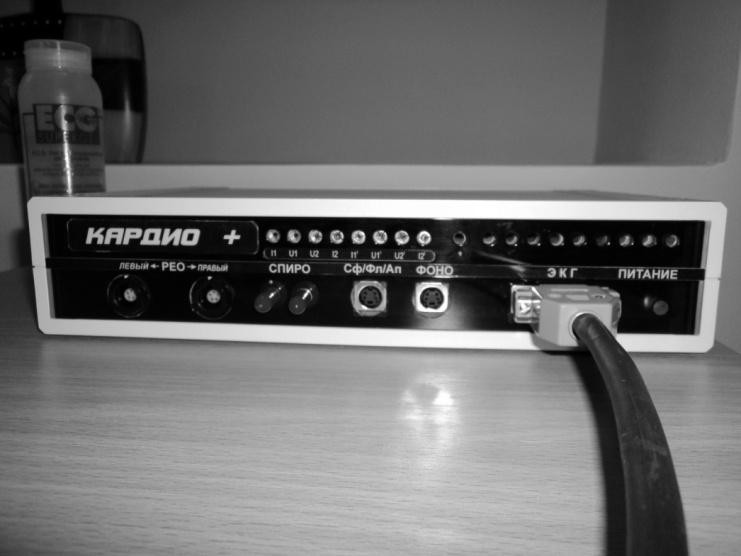 ECG
КАРДИО +
I1 U1 U2 I2 I1' U1' U2' I2'
ЛЕВЫЙ РЕО ПРАВЫЙ СПИРО Сф/Фл/Ап ФОНО ЭКГ ПИТАНИЕ